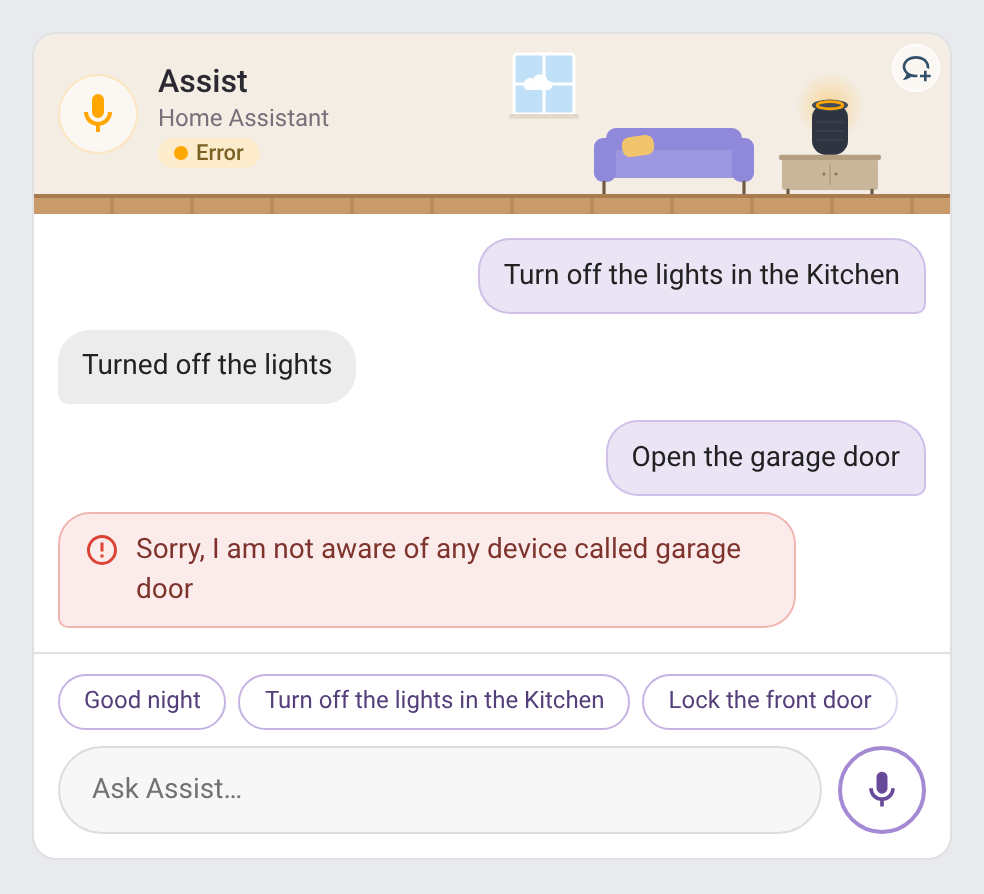 Assist
Home Assistant
Error
Turn off the lights in the Kitchen
Turned off the lights
Open the garage door
Sorry, I am not aware of any device called garage
door
Good night
Turn off the lights in the Kitchen
Lock the front door
Ask Assist…